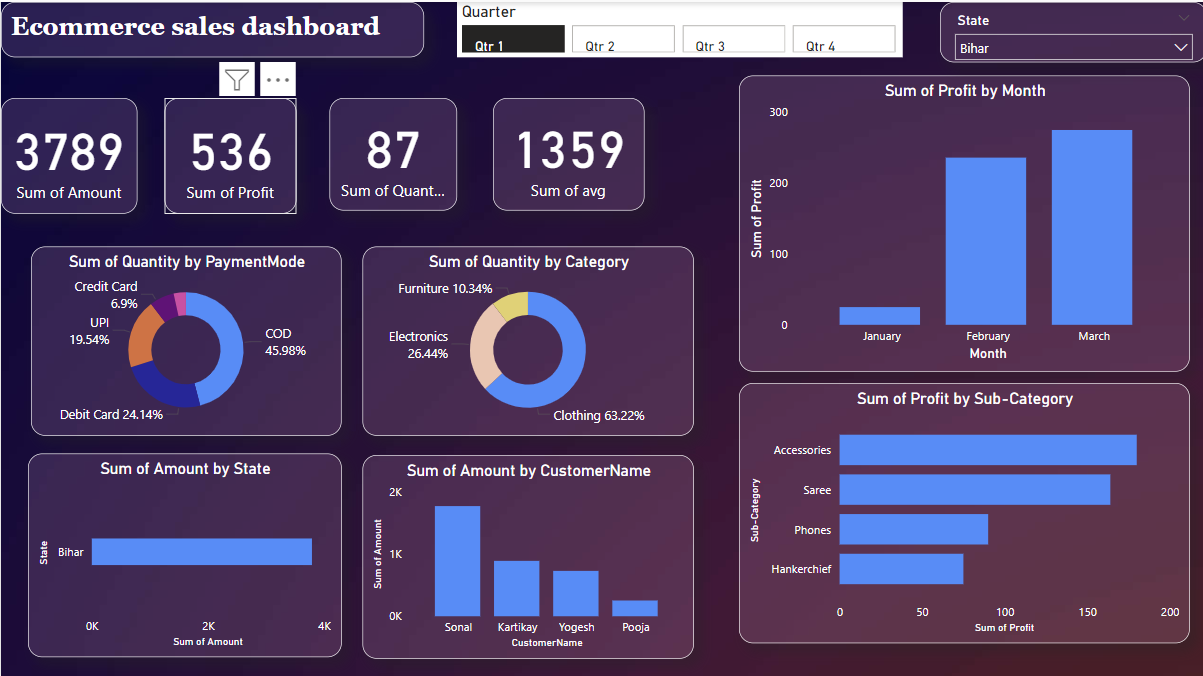 Ecommerce sales dashboard
Quarter
Qtr 1
Qtr 2
Qtr 3
Qtr 4
State
Bihar
3789
Sum of Amount
536
Sum of Profit
87
Sum of Quant...
1359
Sum of avg
Sum of Profit by Month
Sum of Profit
300
200
100
0
January
February
March
Month
Sum of Quantity by PaymentMode
Credit Card
6.9%
UPI
19.54%
COD
45.98%
Debit Card 24.14%
Sum of Quantity by Category
Furniture 10.34%
Electronics
26.44%
Clothing 63.22%
Sum of Profit by Sub-Category
Sub-Category
Accessories
Saree
Phones
Hankerchief
0
50
100
150
200
Sum of Profit
Sum of Amount by State
State
Bihar
0K
2K
4K
Sum of Amount
Sum of Amount by CustomerName
Sum of Amount
2K
1K
0K
Sonal
Kartikay
Yogesh
Pooja
CustomerName